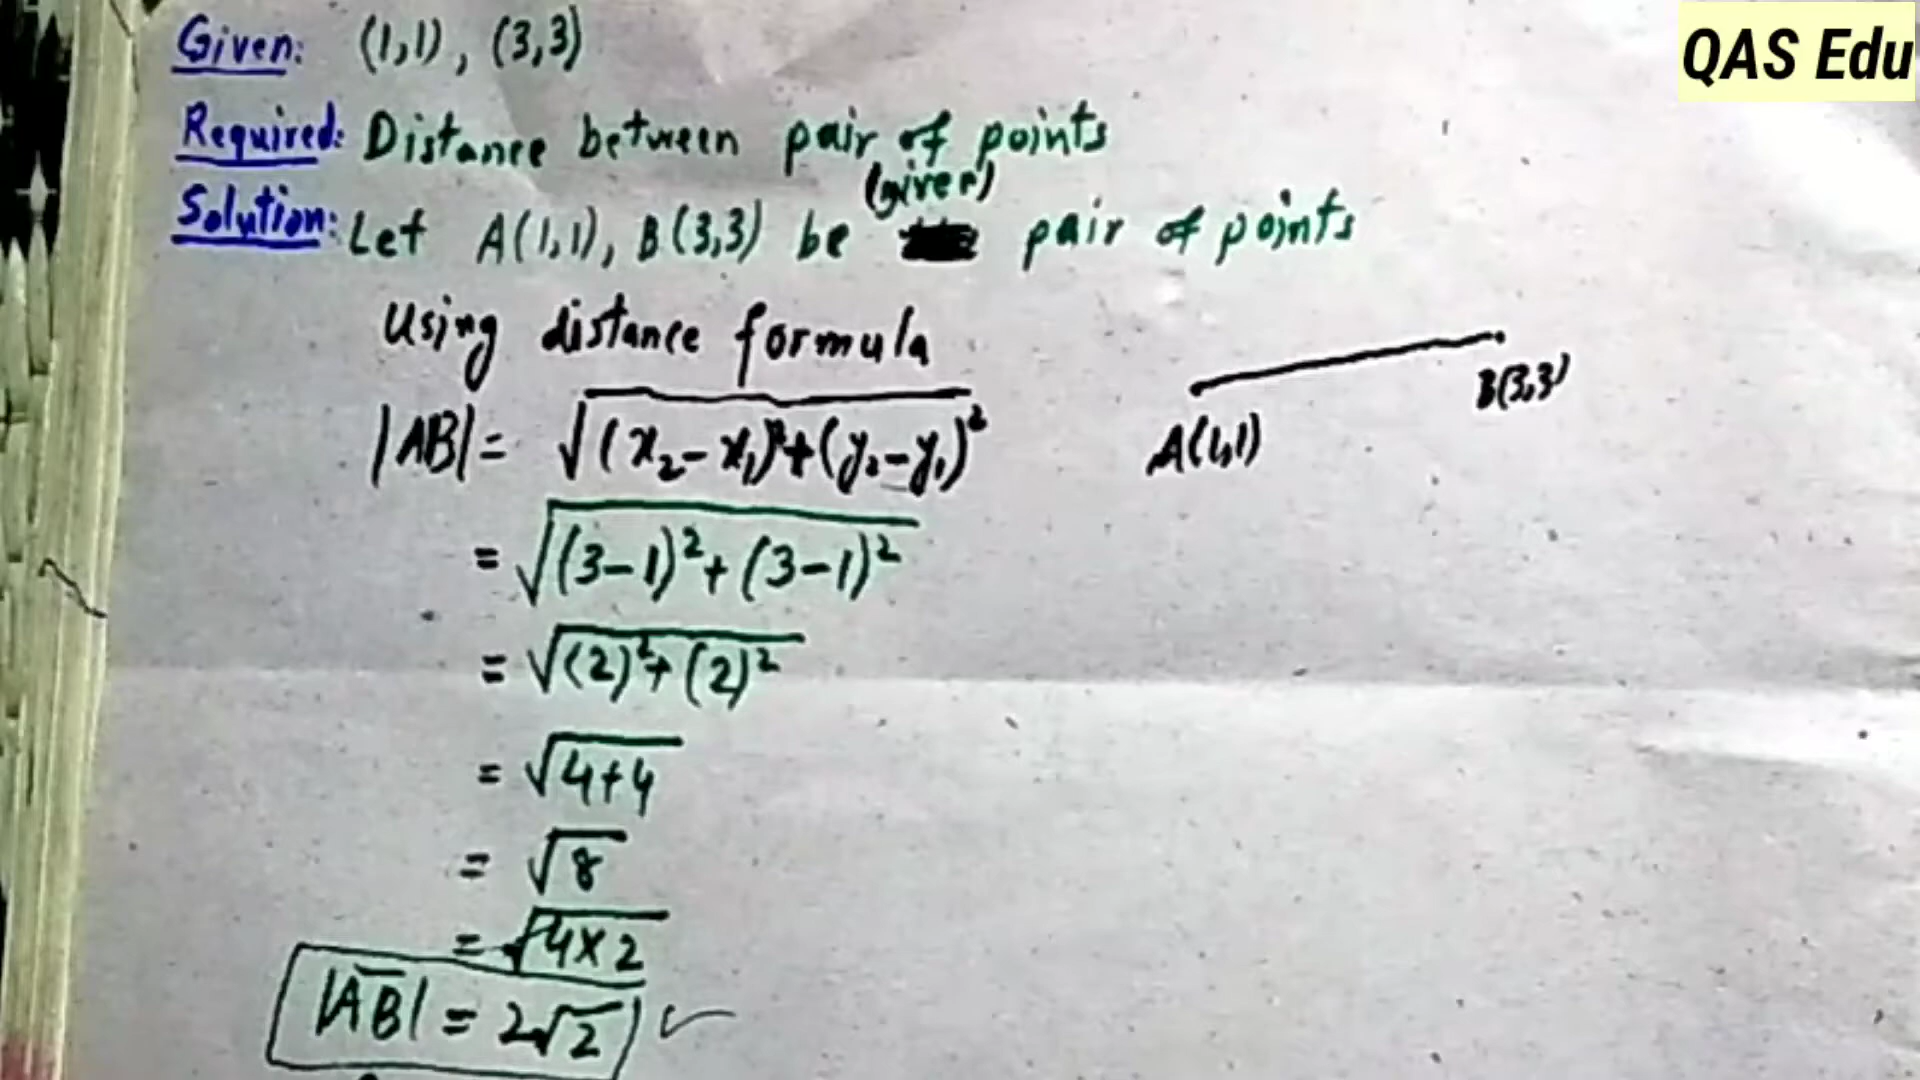 QAS Edu
Given: (1,1), (3,3)
Required: Distance between pair of points
(given)
Solution: Let A(1,1), B(3,3) be pair of points
Using distance formula
|AB| = √(x₂-x₁)²+(y₂-y₁)²
A(1,1) B(3,3)
= √(3-1)²+(3-1)²
= √(2)²+(2)²
= √4+4
= √8
= √4×2
|A̅B̅| = 2√2